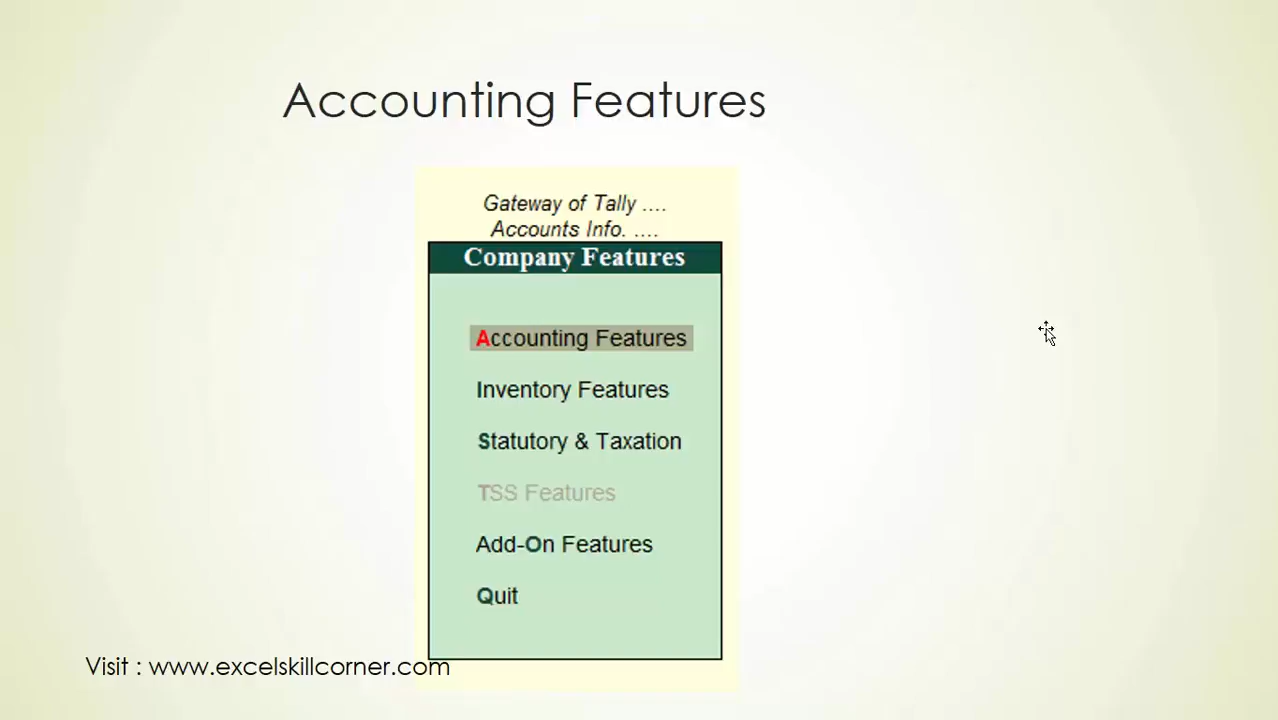 Accounting Features
Gateway of Tally ....
Accounts Info. ....
Company Features
Accounting Features
Inventory Features
Statutory & Taxation
TSS Features
Add-On Features
Quit
Visit : www.excelskillcorner.com